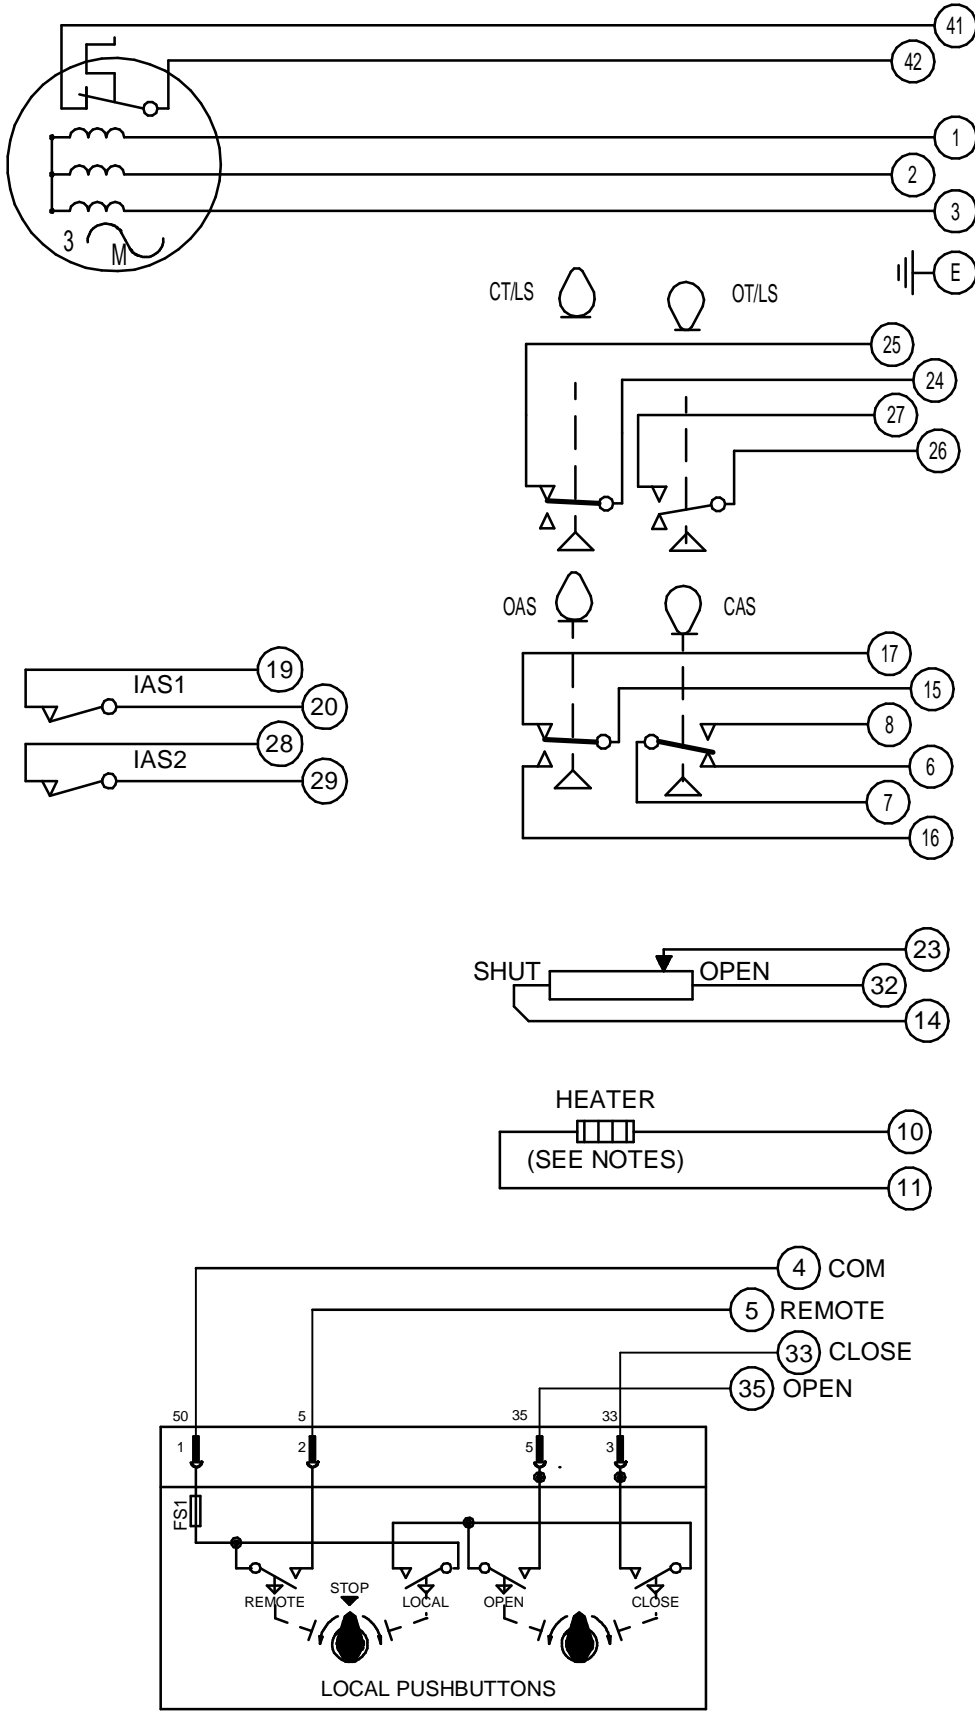 41
42
1
2
3
3 M
E
CT/LS
OT/LS
25
24
27
26
OAS
CAS
17
19
IAS1
15
20
8
28
IAS2
6
29
7
16
23
SHUT
OPEN
32
14
HEATER
10
(SEE NOTES)
11
4 COM
5 REMOTE
33 CLOSE
35 OPEN
50
5
35
33
1
2
5
3
FS1
STOP
REMOTE
LOCAL
OPEN
CLOSE
LOCAL PUSHBUTTONS